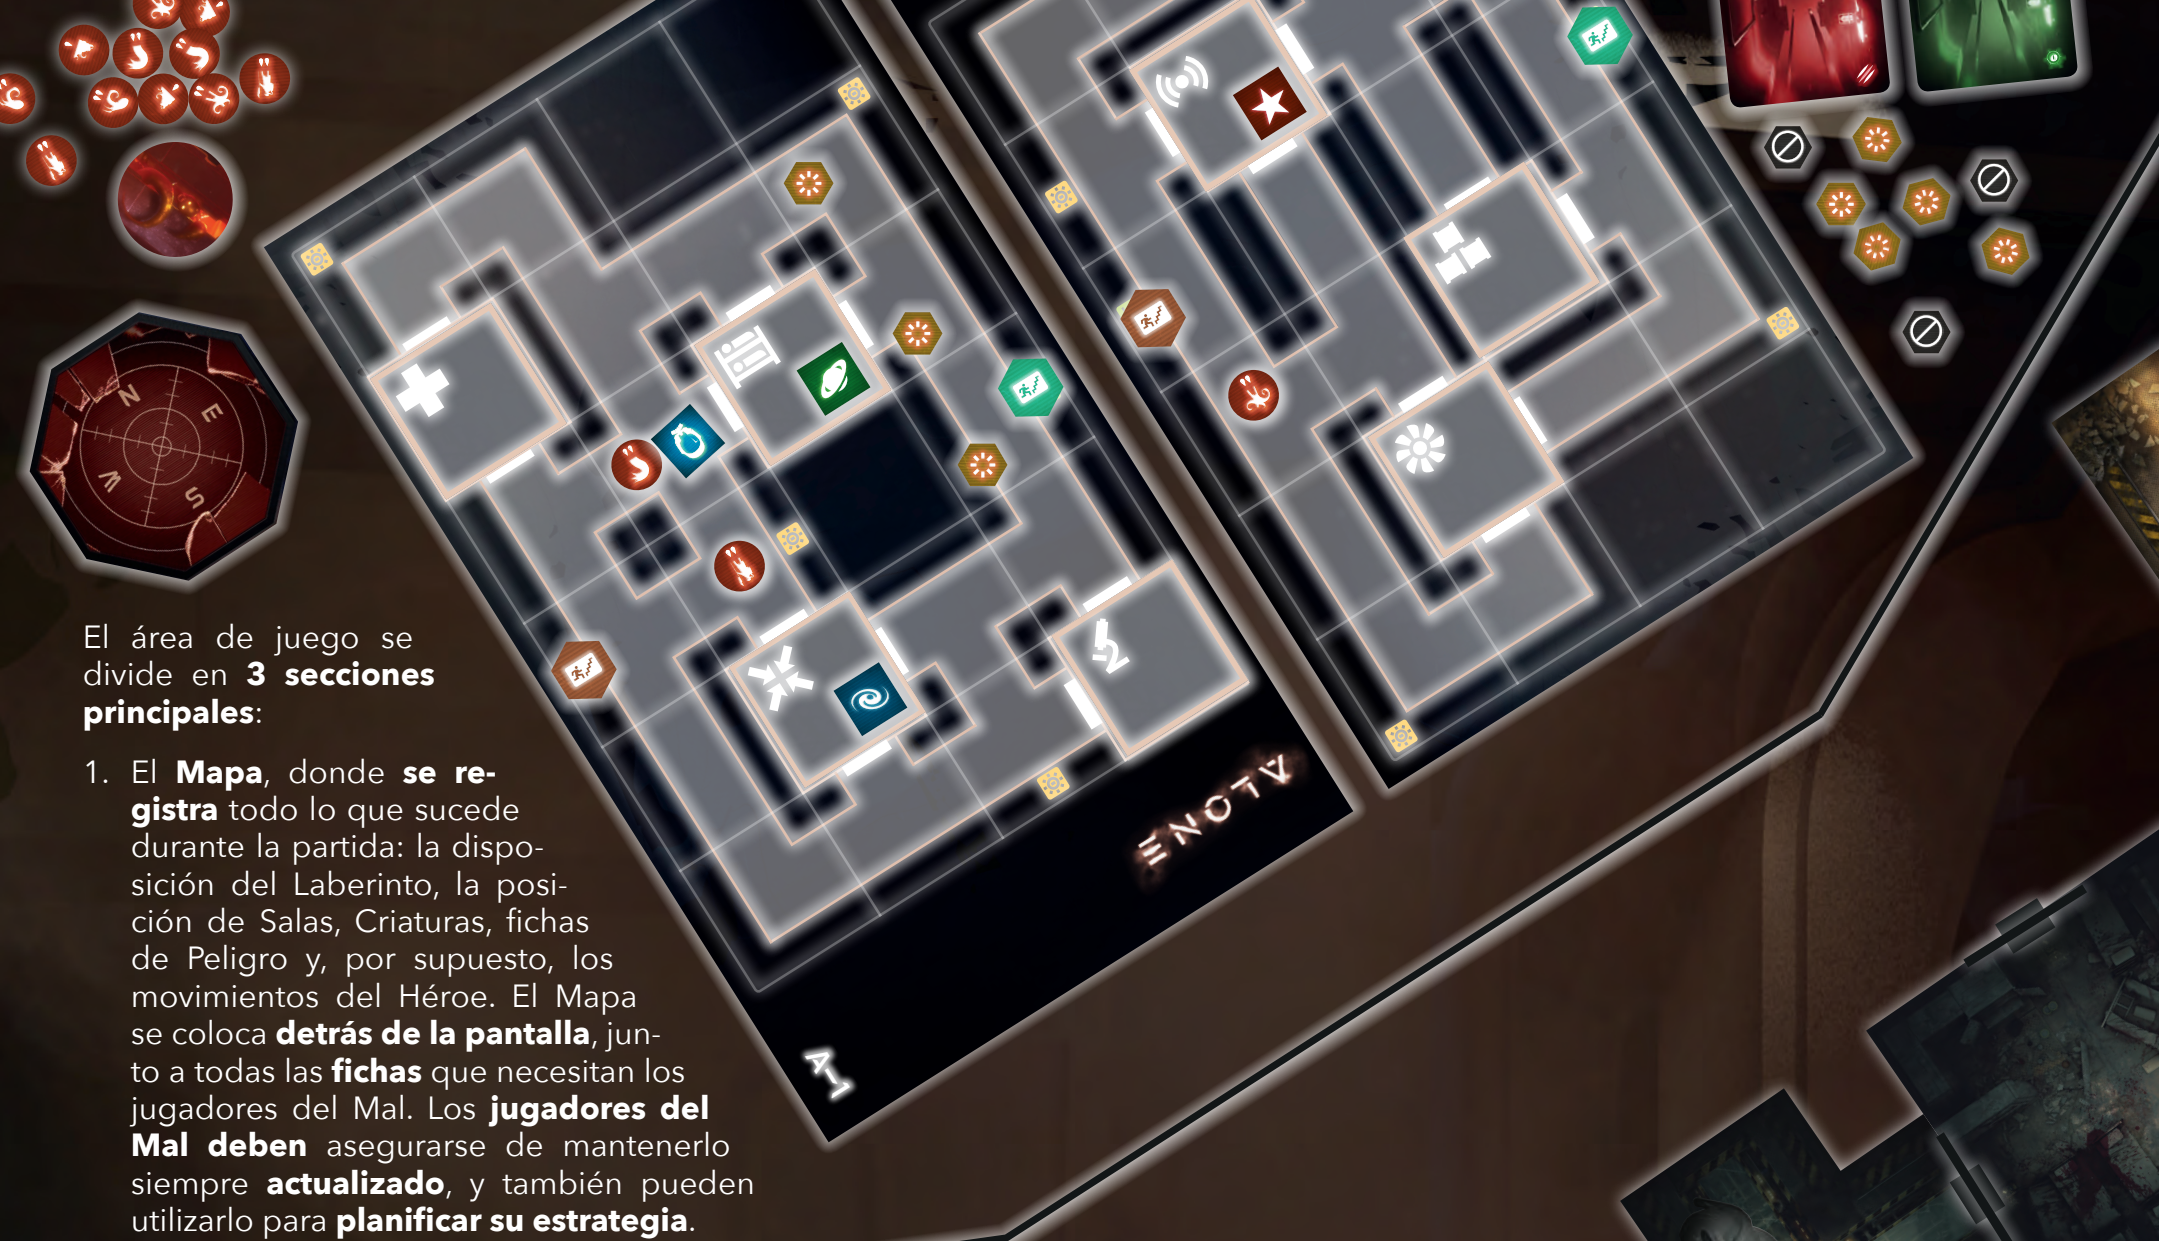 N
E
W
S
2
ENOTV
A-1
El área de juego se
divide en 3 secciones
principales:
1. El Mapa, donde se re-
gistra todo lo que sucede
durante la partida: la dispo-
sición del Laberinto, la posi-
ción de Salas, Criaturas, fichas
de Peligro y, por supuesto, los
movimientos del Héroe. El Mapa
se coloca detrás de la pantalla, jun-
to a todas las fichas que necesitan los
jugadores del Mal. Los jugadores del
Mal deben asegurarse de mantenerlo
siempre actualizado, y también pueden
utilizarlo para planificar su estrategia.